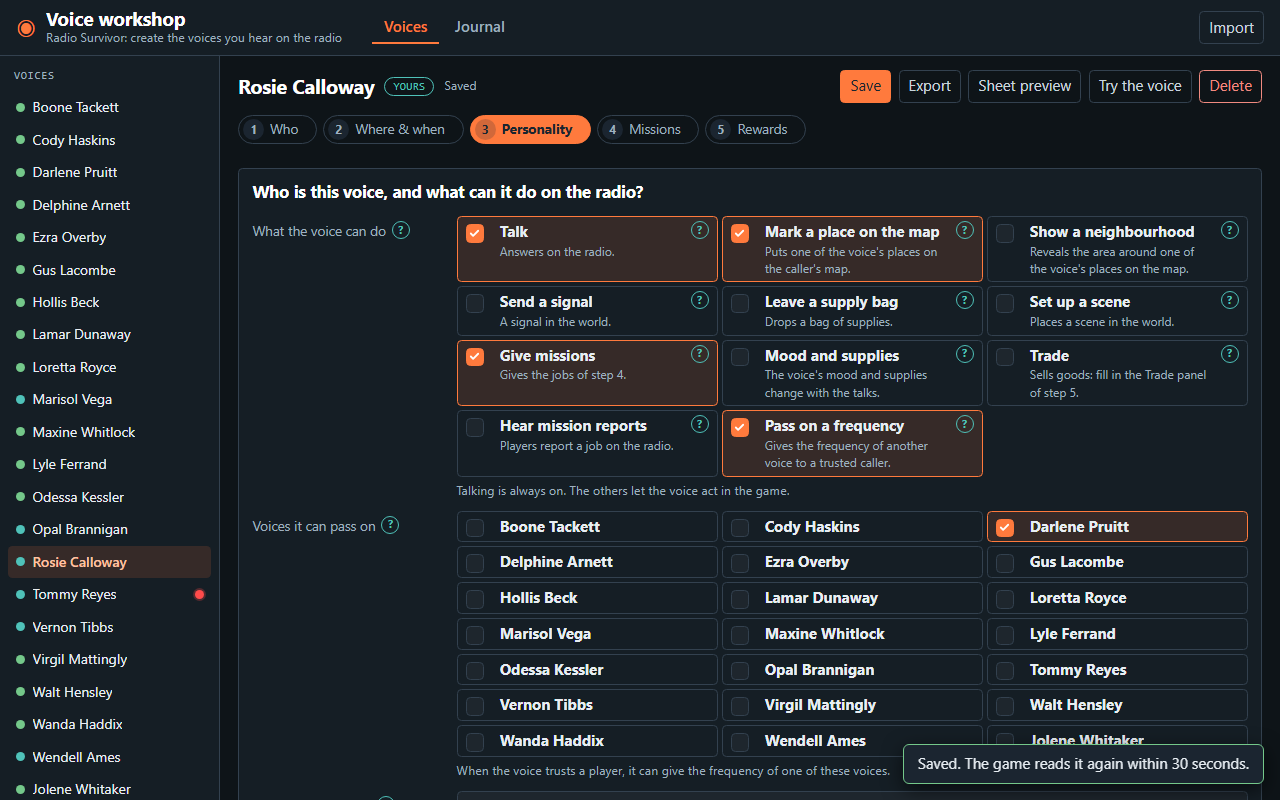 Voice workshop
Radio Survivor: create the voices you hear on the radio
Voices
Journal
Import
VOICES
Boone Tackett
Cody Haskins
Darlene Pruitt
Delphine Arnett
Ezra Overby
Gus Lacombe
Hollis Beck
Lamar Dunaway
Loretta Royce
Marisol Vega
Maxine Whitlock
Lyle Ferrand
Odessa Kessler
Opal Brannigan
Rosie Calloway
Tommy Reyes
Vernon Tibbs
Virgil Mattingly
Walt Hensley
Wanda Haddix
Wendell Ames
Jolene Whitaker
Rosie Calloway
YOURS
Saved
Save
Export
Sheet preview
Try the voice
Delete
1 Who
2 Where & when
3 Personality
4 Missions
5 Rewards
Who is this voice, and what can it do on the radio?
What the voice can do ?
Talk ?
Answers on the radio.
Mark a place on the map ?
Puts one of the voice's places on
the caller's map.
Show a neighbourhood ?
Reveals the area around one of
the voice's places on the map.
Send a signal ?
A signal in the world.
Leave a supply bag ?
Drops a bag of supplies.
Set up a scene ?
Places a scene in the world.
Give missions ?
Gives the jobs of step 4.
Mood and supplies ?
The voice's mood and supplies
change with the talks.
Trade ?
Sells goods: fill in the Trade panel
of step 5.
Hear mission reports ?
Players report a job on the radio.
Pass on a frequency ?
Gives the frequency of another
voice to a trusted caller.
Talking is always on. The others let the voice act in the game.
Voices it can pass on ?
Boone Tackett
Cody Haskins
Darlene Pruitt
Delphine Arnett
Ezra Overby
Gus Lacombe
Hollis Beck
Lamar Dunaway
Loretta Royce
Marisol Vega
Maxine Whitlock
Lyle Ferrand
Odessa Kessler
Opal Brannigan
Tommy Reyes
Vernon Tibbs
Virgil Mattingly
Walt Hensley
Wanda Haddix
Wendell Ames
Jolene Whitaker
When the voice trusts a player, it can give the frequency of one of these voices.
Saved. The game reads it again within 30 seconds.